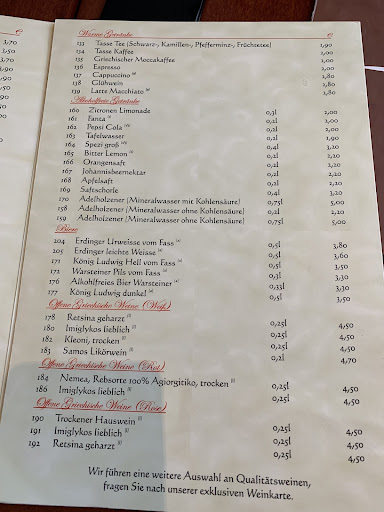 Warme Getränke €
133 Tasse Tee (Schwarz-, Kamillen-, Pfefferminz-, Früchtetee) 1,90
134 Tasse Kaffee 2,00
135 Griechischer Moccakaffee 2,00
136 Espresso 2,00
137 Cappuccino 2,80
138 Glühwein 2,80
139 Latte Macchiato 2,80
Alkoholfreie Getränke
160 Zitronen Limonade 0,3l 2,00
161 Fanta 0,2l 2,00
162 Pepsi Cola 0,2l 2,00
163 Tafelwasser 0,2l 1,90
164 Spezi groß 0,4l 3,20
165 Bitter Lemon 0,2l 2,20
166 Orangensaft 0,2l 2,20
167 Johannisbeernektar 0,2l 2,20
168 Apfelsaft 0,2l 2,20
169 Saftschorle 0,4l 3,20
170 Adelholzener (Mineralwasser mit Kohlensäure) 0,75l 5,00
158 Adelholzener (Mineralwasser ohne Kohlensäure) 0,2l 2,00
159 Adelholzener (Mineralwasser ohne Kohlensäure) 0,75l 5,00
Biere
204 Erdinger Urweisse vom Fass 0,5l 3,80
205 Erdinger leichte Weisse 0,5l 3,60
171 König Ludwig Hell vom Fass 0,5l 3,50
172 Warsteiner Pils vom Fass 0,3l 3,20
176 Alkohlfreies Bier Warsteiner 0,33l 3,30
177 König Ludwig dunkel 0,5l 3,50
Offene Griechische Weine (Weiß)
178 Retsina geharzt 0,25l 4,50
180 Imiglykos lieblich 0,25l 4,50
182 Kleoni, trocken 0,25l 4,50
183 Samos Likörwein 0,2l 4,70
Offene Griechische Weine (Rot)
184 Nemea, Rebsorte 100% Agiorgitiko, trocken 0,25l 4,50
186 Imiglykos lieblich 0,25l 4,50
Offene Griechische Weine (Rose)
190 Trockener Hauswein 0,25l 4,50
191 Imiglykos lieblich 0,25l 4,50
192 Retsina geharzt 0,25l 4,50
Wir führen eine weitere Auswahl an Qualitätsweinen,
fragen Sie nach unserer exklusiven Weinkarte.